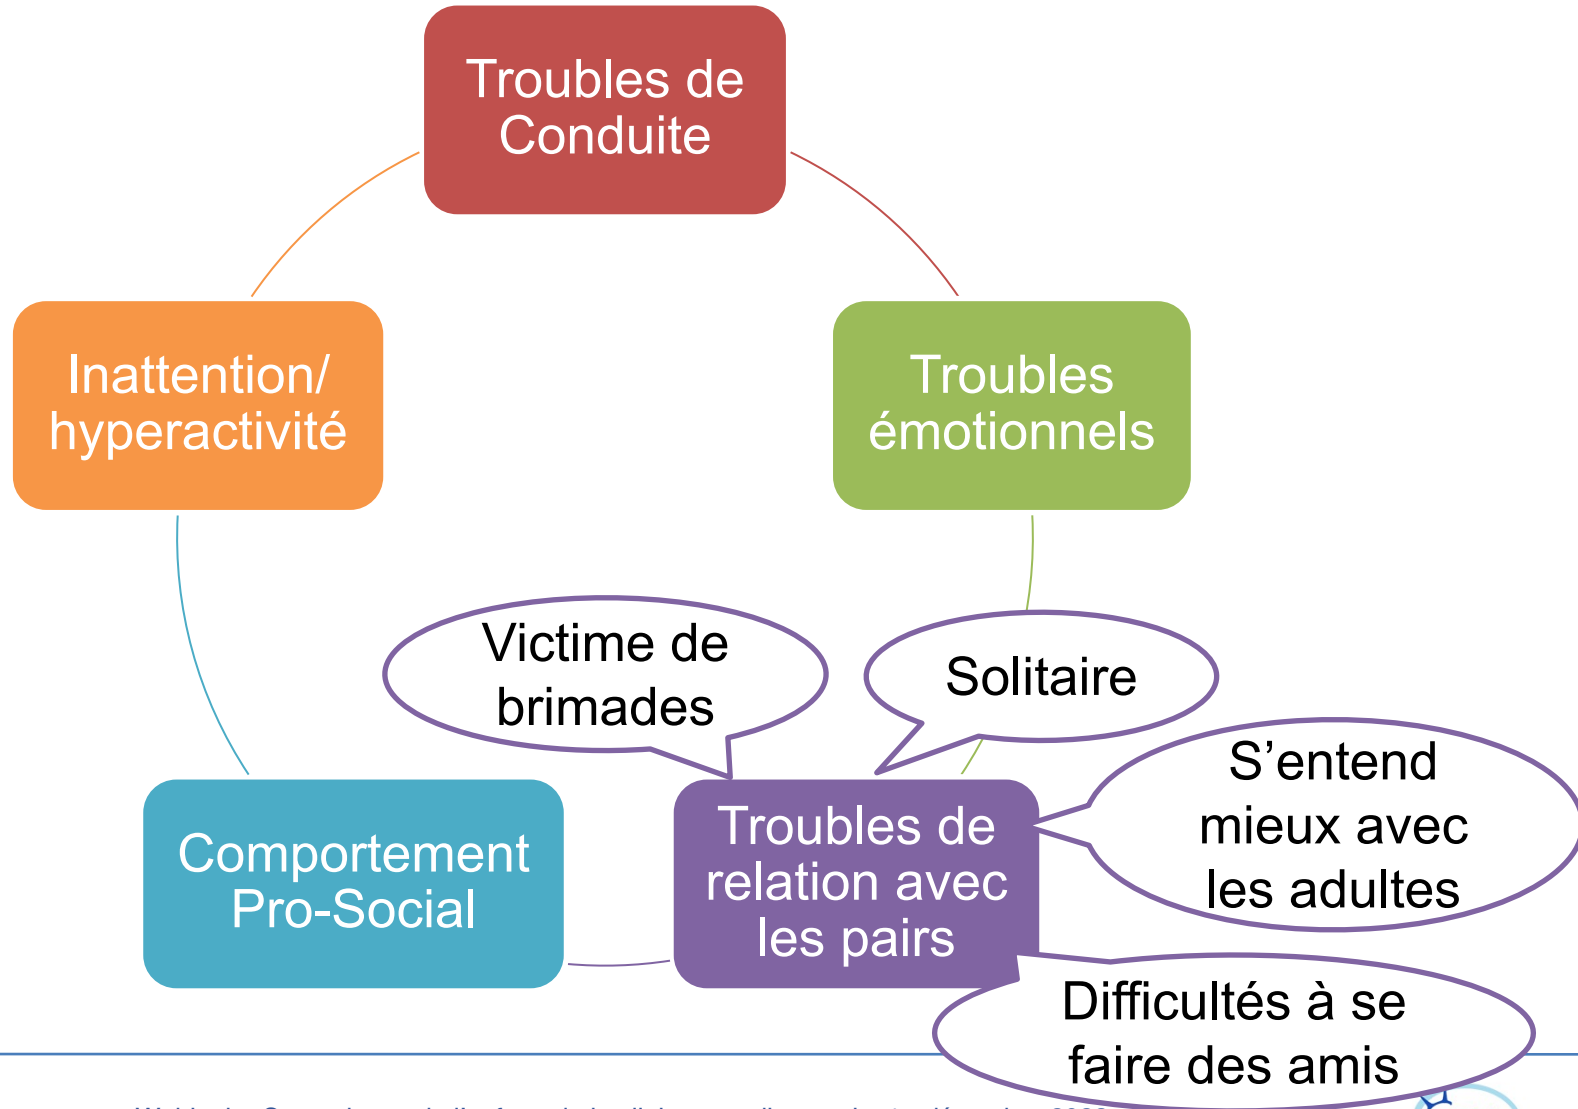 Troubles de
Conduite
Inattention/
hyperactivité
Troubles
émotionnels
Victime de
brimades
Solitaire
S’entend
mieux avec
les adultes
Comportement
Pro-Social
Troubles de
relation avec
les pairs
Difficultés à se
faire des amis